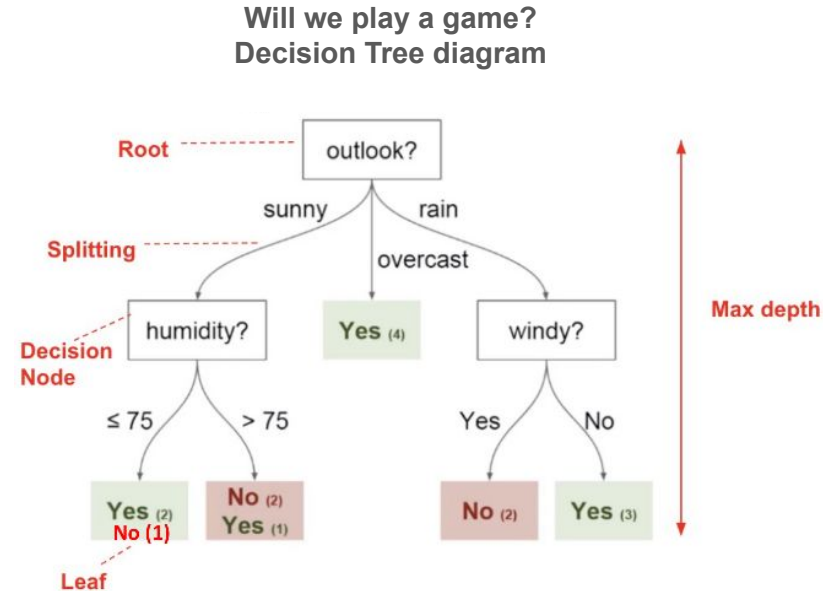 Will we play a game?
Decision Tree diagram
Root
outlook?
sunny
rain
Splitting
overcast
Max depth
humidity?
Yes (4)
windy?
Decision
Node
≤ 75
> 75
Yes
No
Yes (2)
No (1)
No (2)
Yes (1)
No (2)
Yes (3)
Leaf